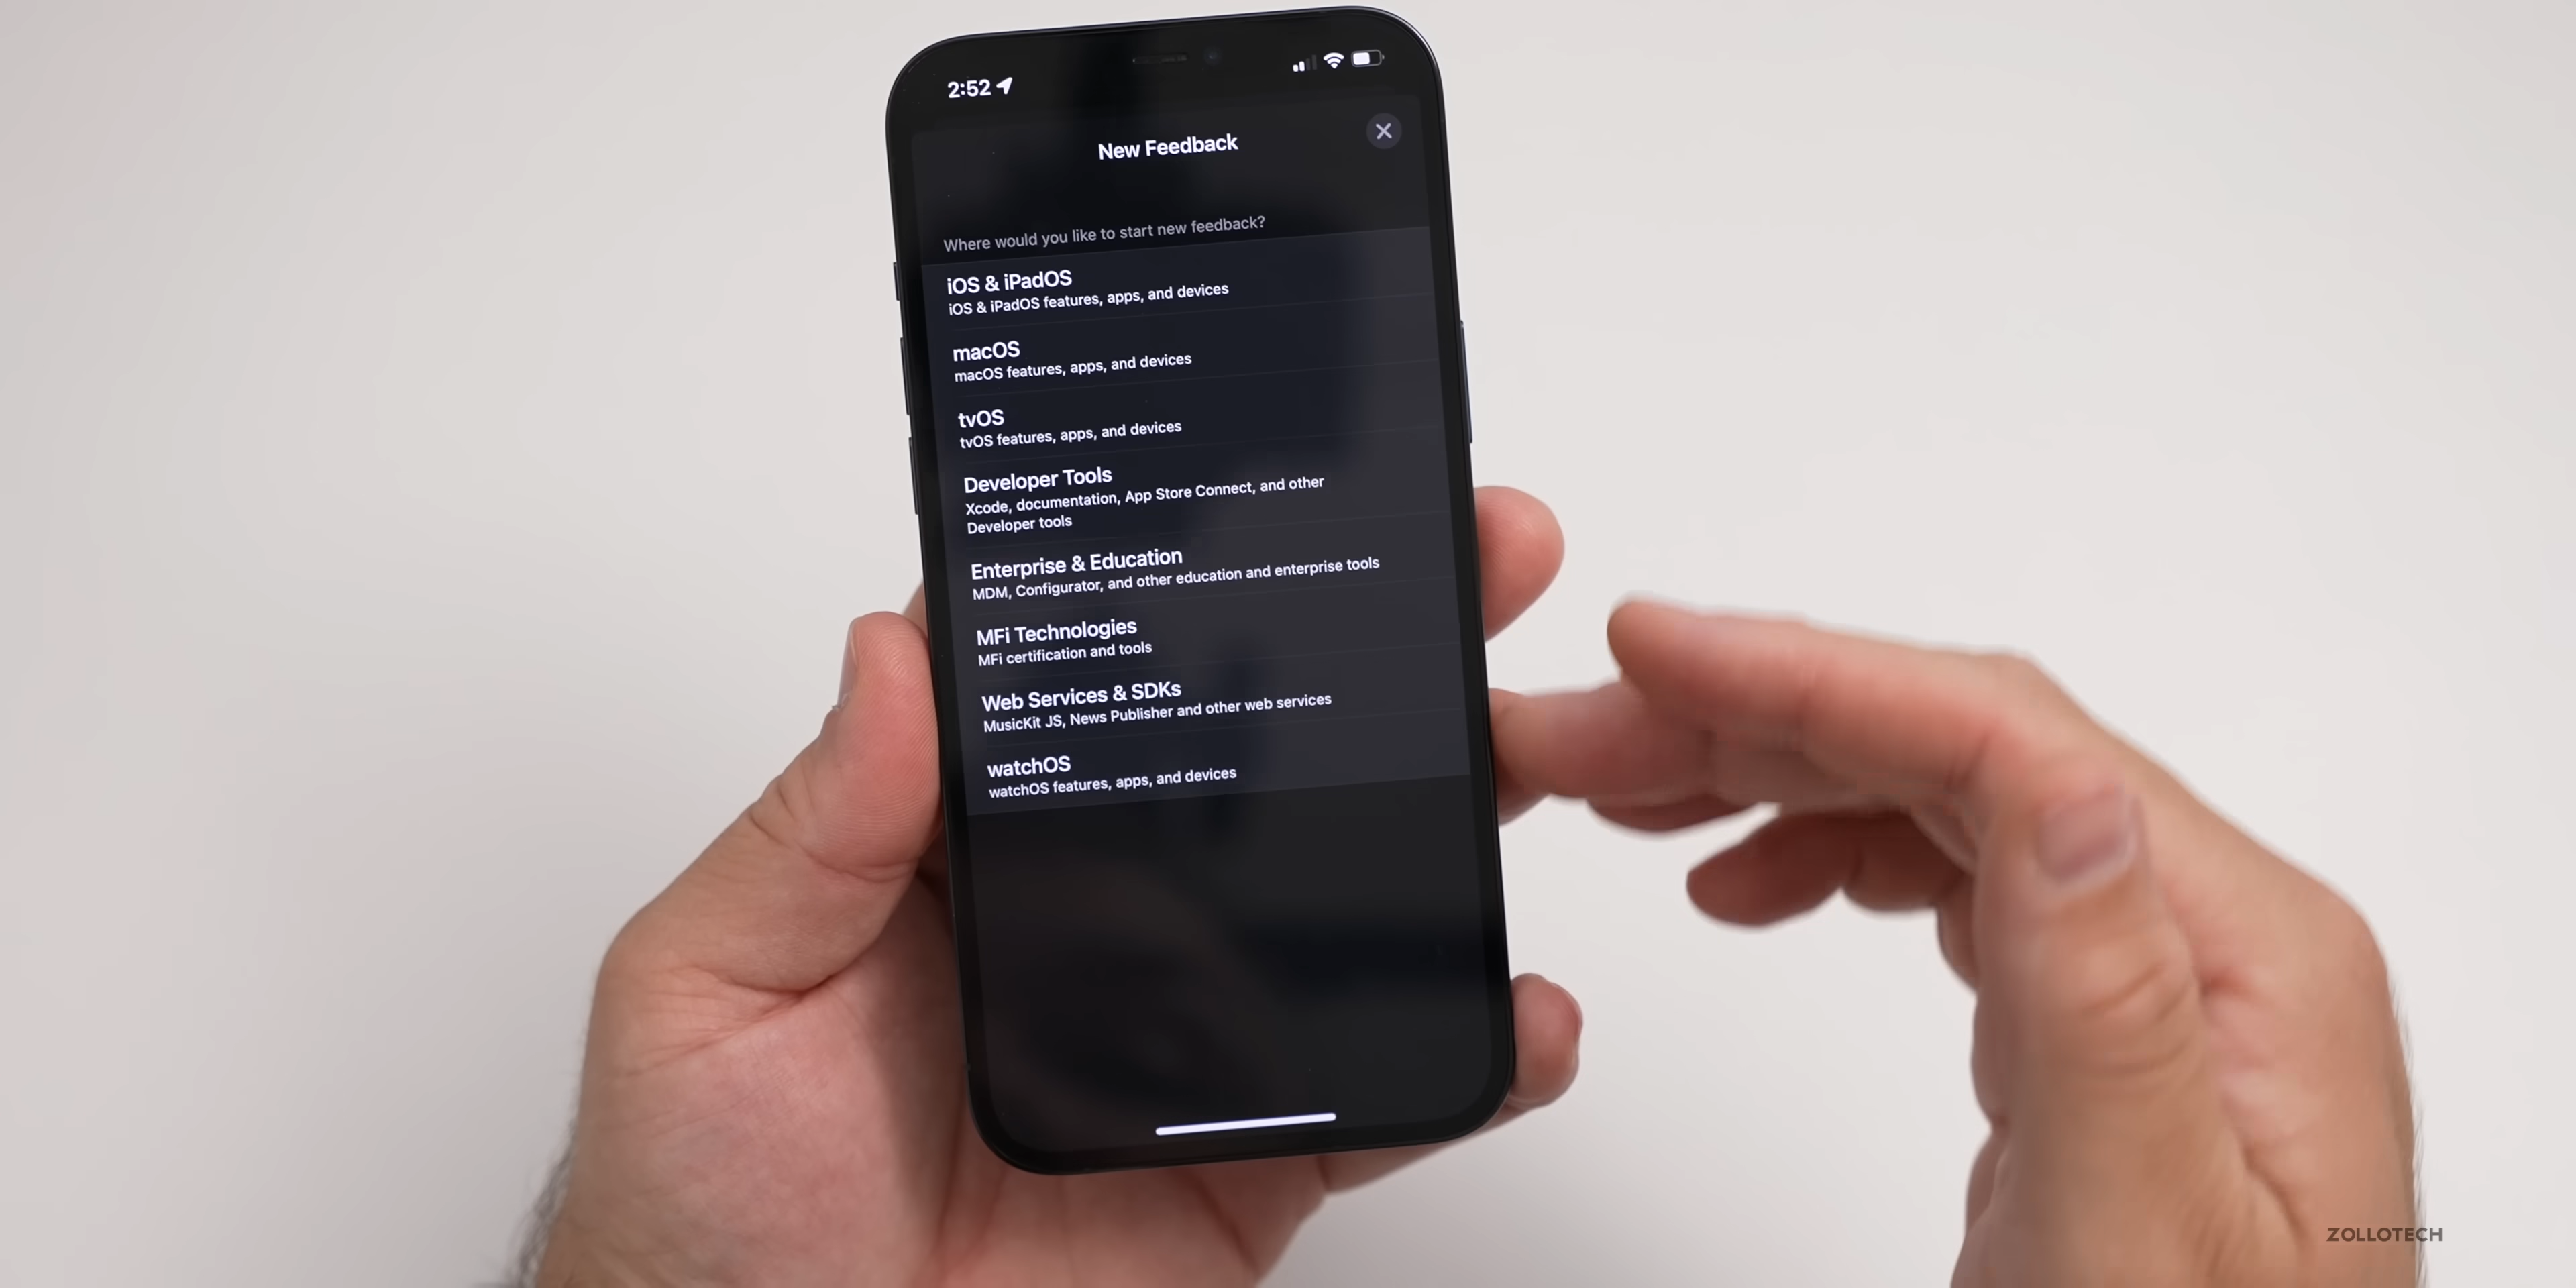 2:52
New Feedback
Where would you like to start new feedback?
iOS & iPadOS
iOS & iPadOS features, apps, and devices
macOS
macOS features, apps, and devices
tvOS
tvOS features, apps, and devices
Developer Tools
Xcode, documentation, App Store Connect, and other
Developer tools
Enterprise & Education
MDM, Configurator, and other education and enterprise tools
MFi Technologies
MFi certification and tools
Web Services & SDKs
MusicKit JS, News Publisher and other web services
watchOS
watchOS features, apps, and devices
ZOLLOTECH